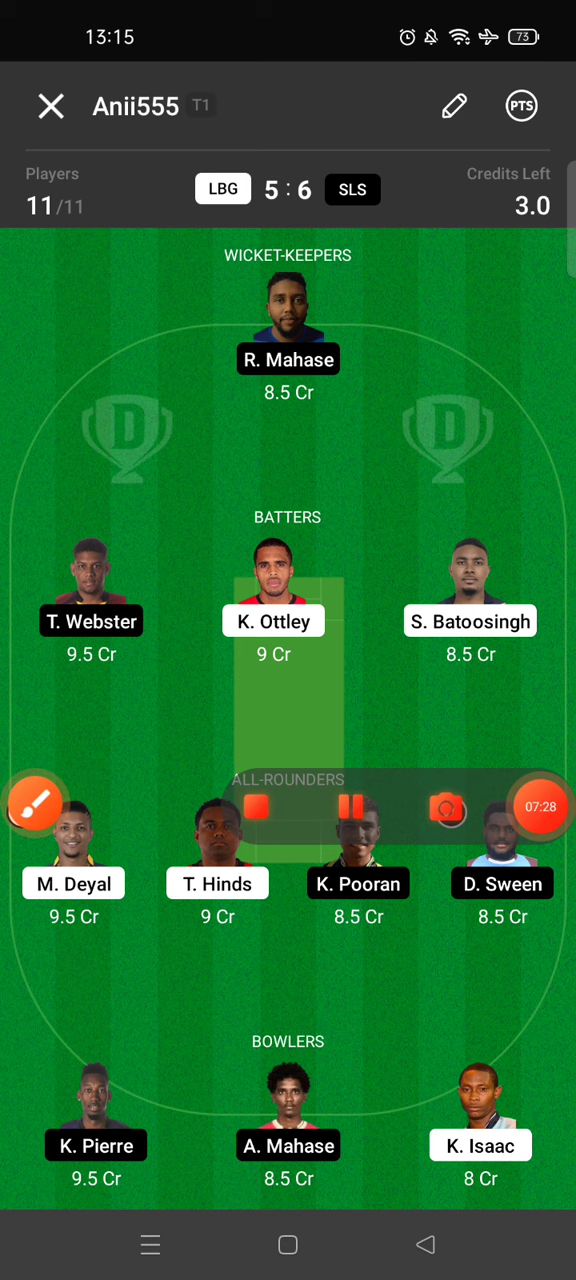 13:15
73
Anii555 T1
PTS
Players
Credits Left
LBG 5 : 6 SLS
11/11
3.0
WICKET-KEEPERS
R. Mahase
8.5 Cr
D D
BATTERS
T. Webster K. Ottley S. Batoosingh
9.5 Cr 9 Cr 8.5 Cr
ALL-ROUNDERS
07:28
M. Deyal T. Hinds K. Pooran D. Sween
9.5 Cr 9 Cr 8.5 Cr 8.5 Cr
BOWLERS
K. Pierre A. Mahase K. Isaac
9.5 Cr 8.5 Cr 8 Cr